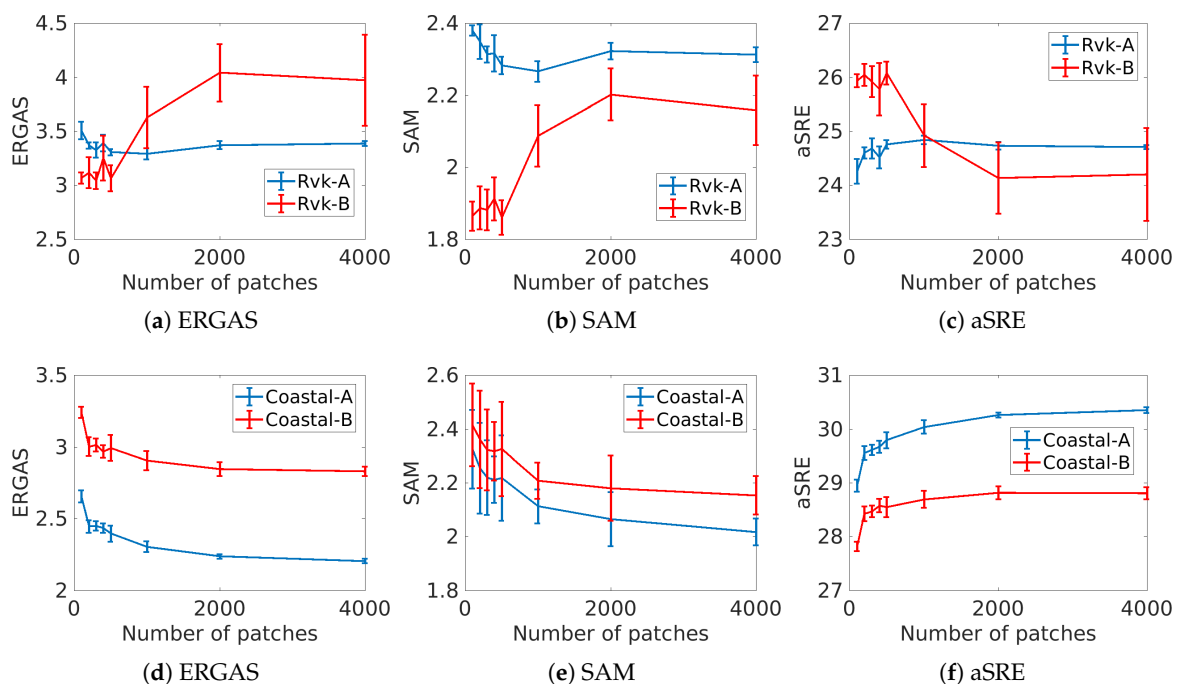 4.5
4
3.5
3
2.5
ERGAS
Rvk-A
Rvk-B
0 2000 4000
Number of patches
(a) ERGAS
2.4
2.2
2
1.8
SAM
Rvk-A
Rvk-B
0 2000 4000
Number of patches
(b) SAM
27
26
25
24
23
aSRE
Rvk-A
Rvk-B
0 2000 4000
Number of patches
(c) aSRE
3.5
3
2.5
2
ERGAS
Coastal-A
Coastal-B
0 2000 4000
Number of patches
(d) ERGAS
2.6
2.4
2.2
2
1.8
SAM
Coastal-A
Coastal-B
0 2000 4000
Number of patches
(e) SAM
31
30
29
28
27
aSRE
Coastal-A
Coastal-B
0 2000 4000
Number of patches
(f) aSRE